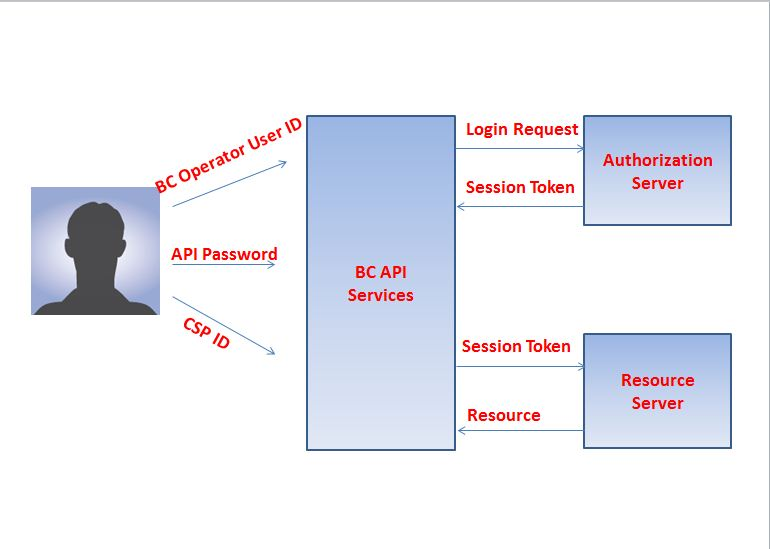 BC Operator User ID
API Password
CSP ID
BC API
Services
Login Request
Session Token
Authorization
Server
Session Token
Resource
Resource
Server